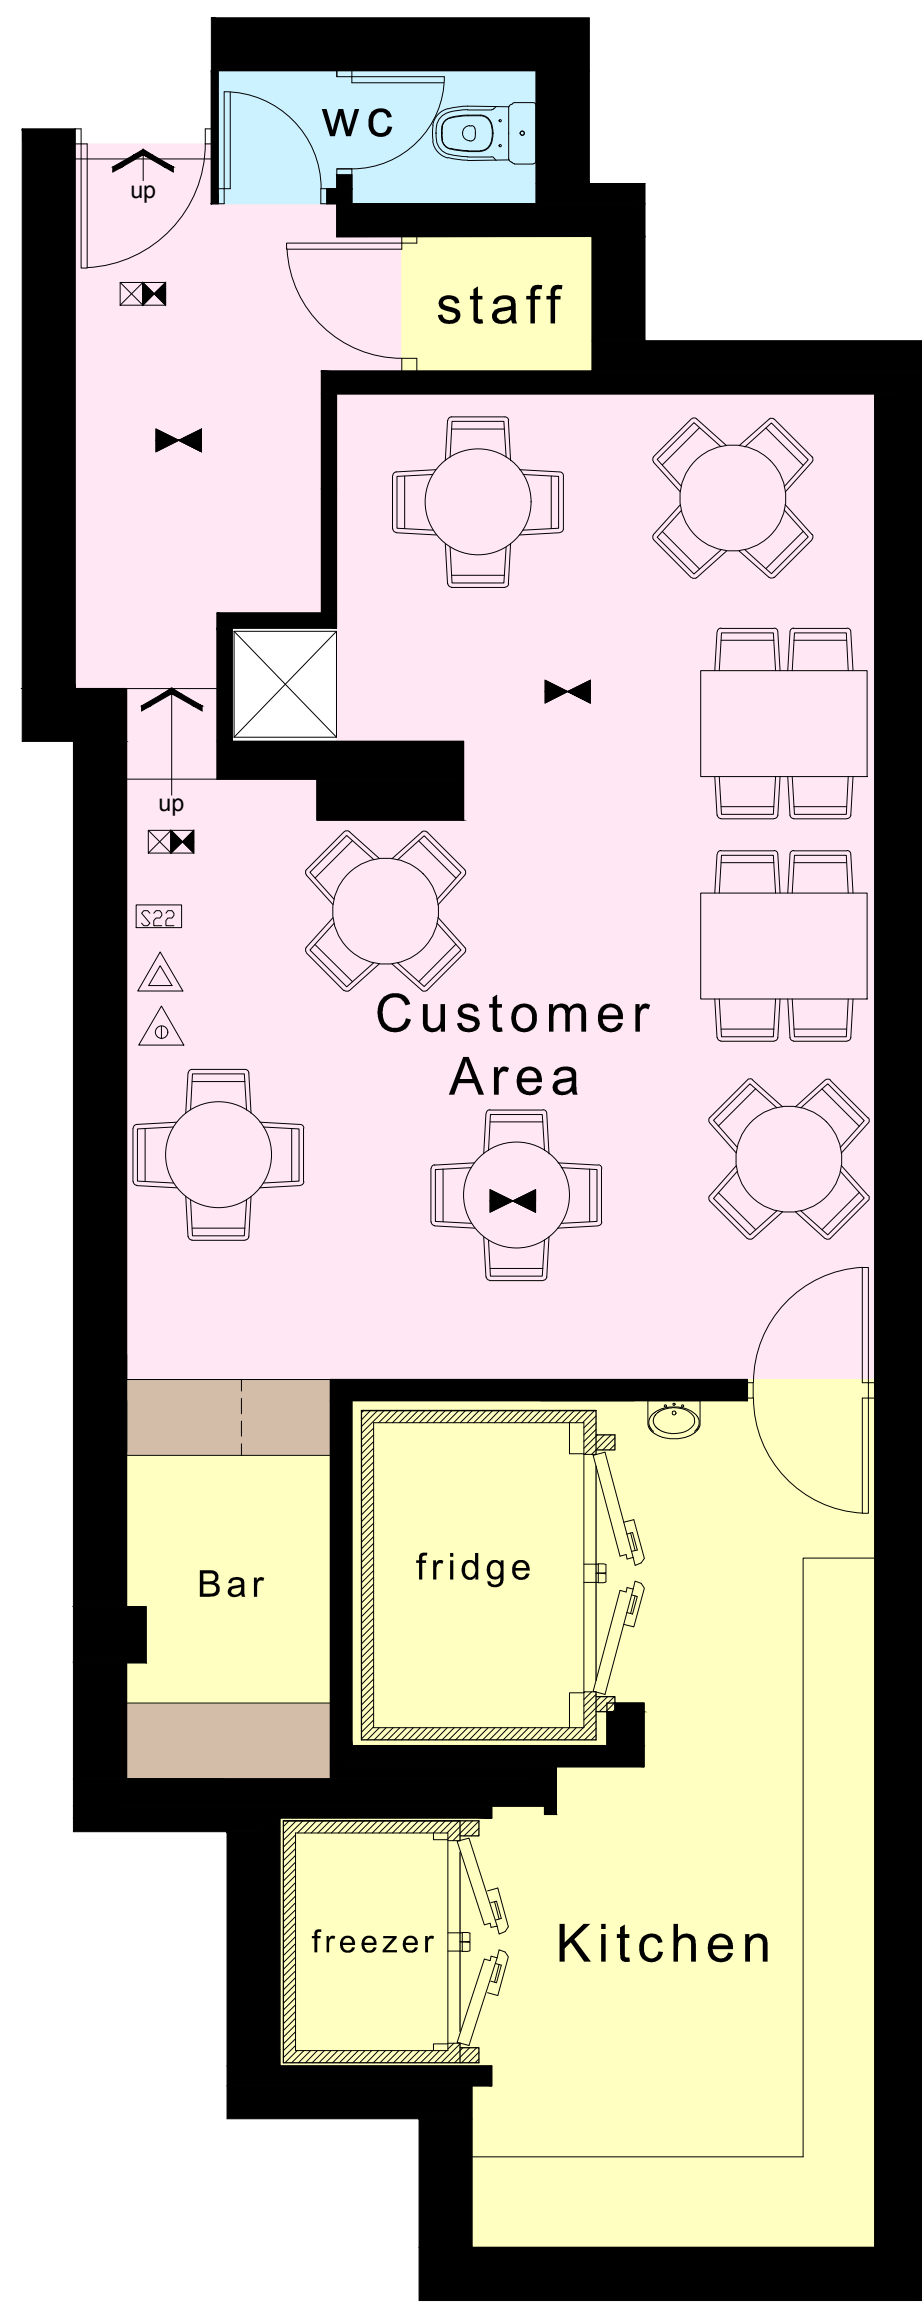 wc
up
staff
up
S22
Customer
Area
fridge
Bar
freezer
Kitchen